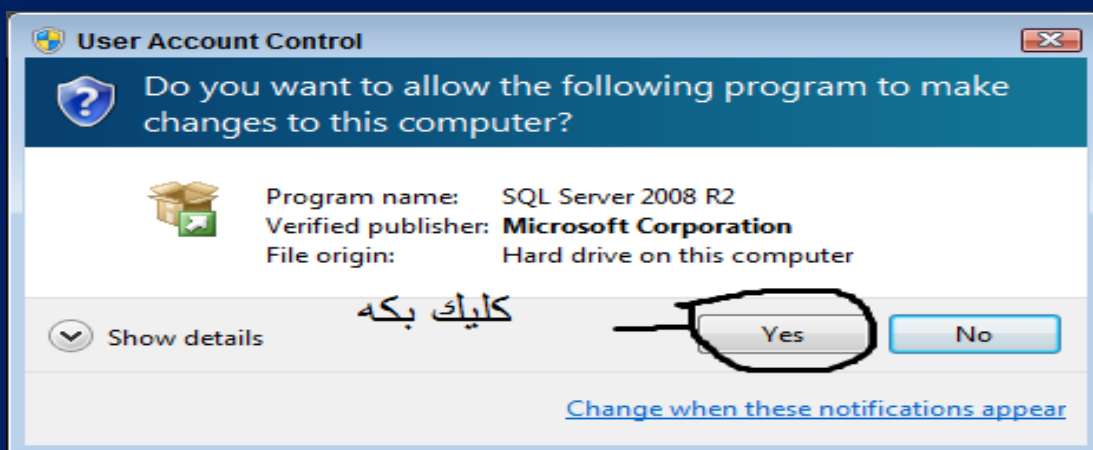 User Account Control
Do you want to allow the following program to make
changes to this computer?
Program name: SQL Server 2008 R2
Verified publisher: Microsoft Corporation
File origin: Hard drive on this computer
كليك بكه
Show details
Yes
No
Change when these notifications appear